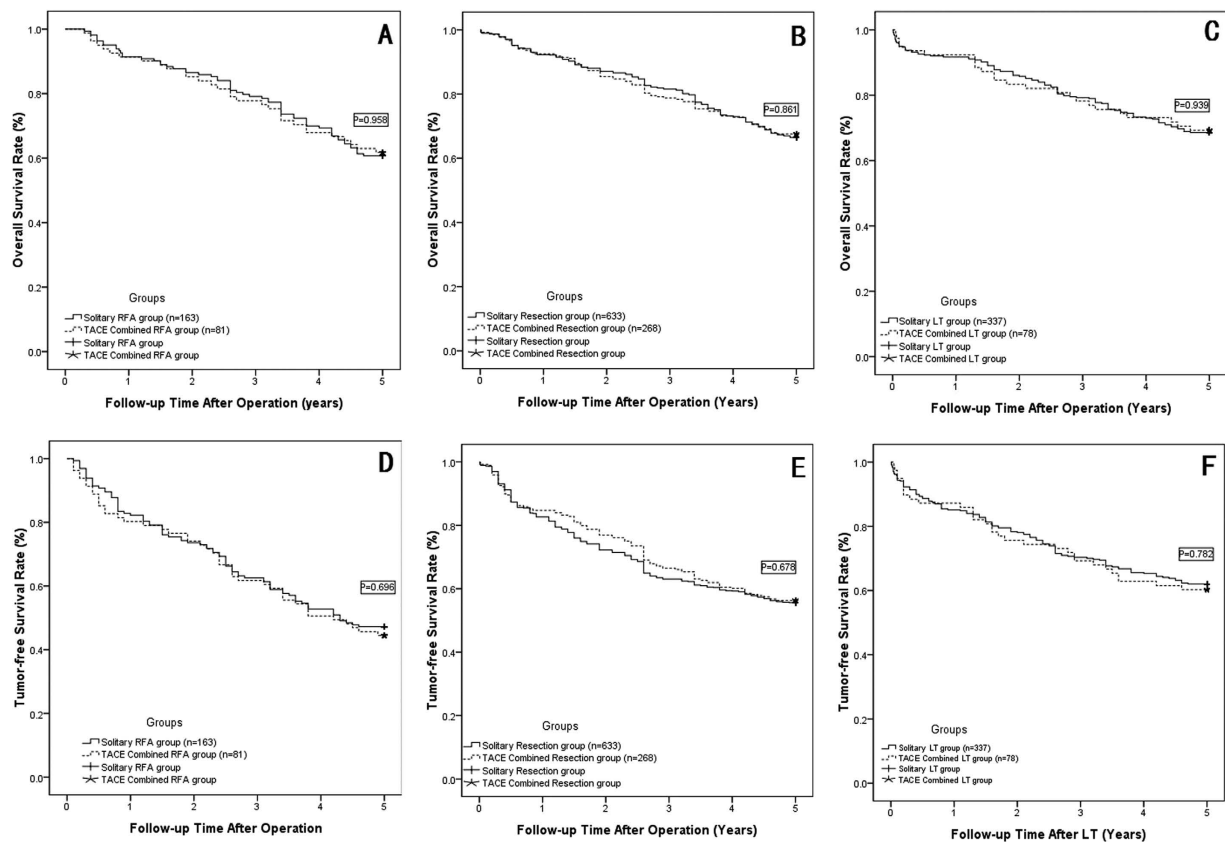 A
Overall Survival Rate (%)
1.0
0.8
0.6
0.4
0.2
0.0
P=0.958
Groups
Solitary RFA group (n=163)
TACE Combined RFA group (n=81)
Solitary RFA group
TACE Combined RFA group
0 1 2 3 4 5
Follow-up Time After Operation (years)
B
Overall Survival Rate (%)
1.0
0.8
0.6
0.4
0.2
0.0
P=0.861
Groups
Solitary Resection group (n=633)
TACE Combined Resection group (n=268)
Solitary Resection group
TACE Combined Resection group
0 1 2 3 4 5
Follow-up Time After Operation (Years)
C
Overall Survival Rate (%)
1.0
0.8
0.6
0.4
0.2
0.0
P=0.939
Groups
Solitary LT group (n=337)
TACE Combined LT group (n=78)
Solitary LT group
TACE Combined LT group
0 1 2 3 4 5
Follow-up Time After Operation (Years)
D
Tumor-free Survival Rate (%)
1.0
0.8
0.6
0.4
0.2
0.0
P=0.696
Groups
Solitary RFA group (n=163)
TACE Combined RFA group (n=81)
Solitary RFA group
TACE Combined RFA group
0 1 2 3 4 5
Follow-up Time After Operation
E
Tumor-free Survival Rate (%)
1.0
0.8
0.6
0.4
0.2
0.0
P=0.678
Groups
Solitary Resection group (n=633)
TACE Combined Resection group (n=268)
Solitary Resection group
TACE Combined Resection group
0 1 2 3 4 5
Follow-up Time After Operation (Years)
F
Tumor-free Survival Rate (%)
1.0
0.8
0.6
0.4
0.2
0.0
P=0.782
Groups
Solitary LT group (n=337)
TACE Combined LT group (n=78)
Solitary LT group
TACE Combined LT group
0 1 2 3 4 5
Follow-up Time After LT (Years)